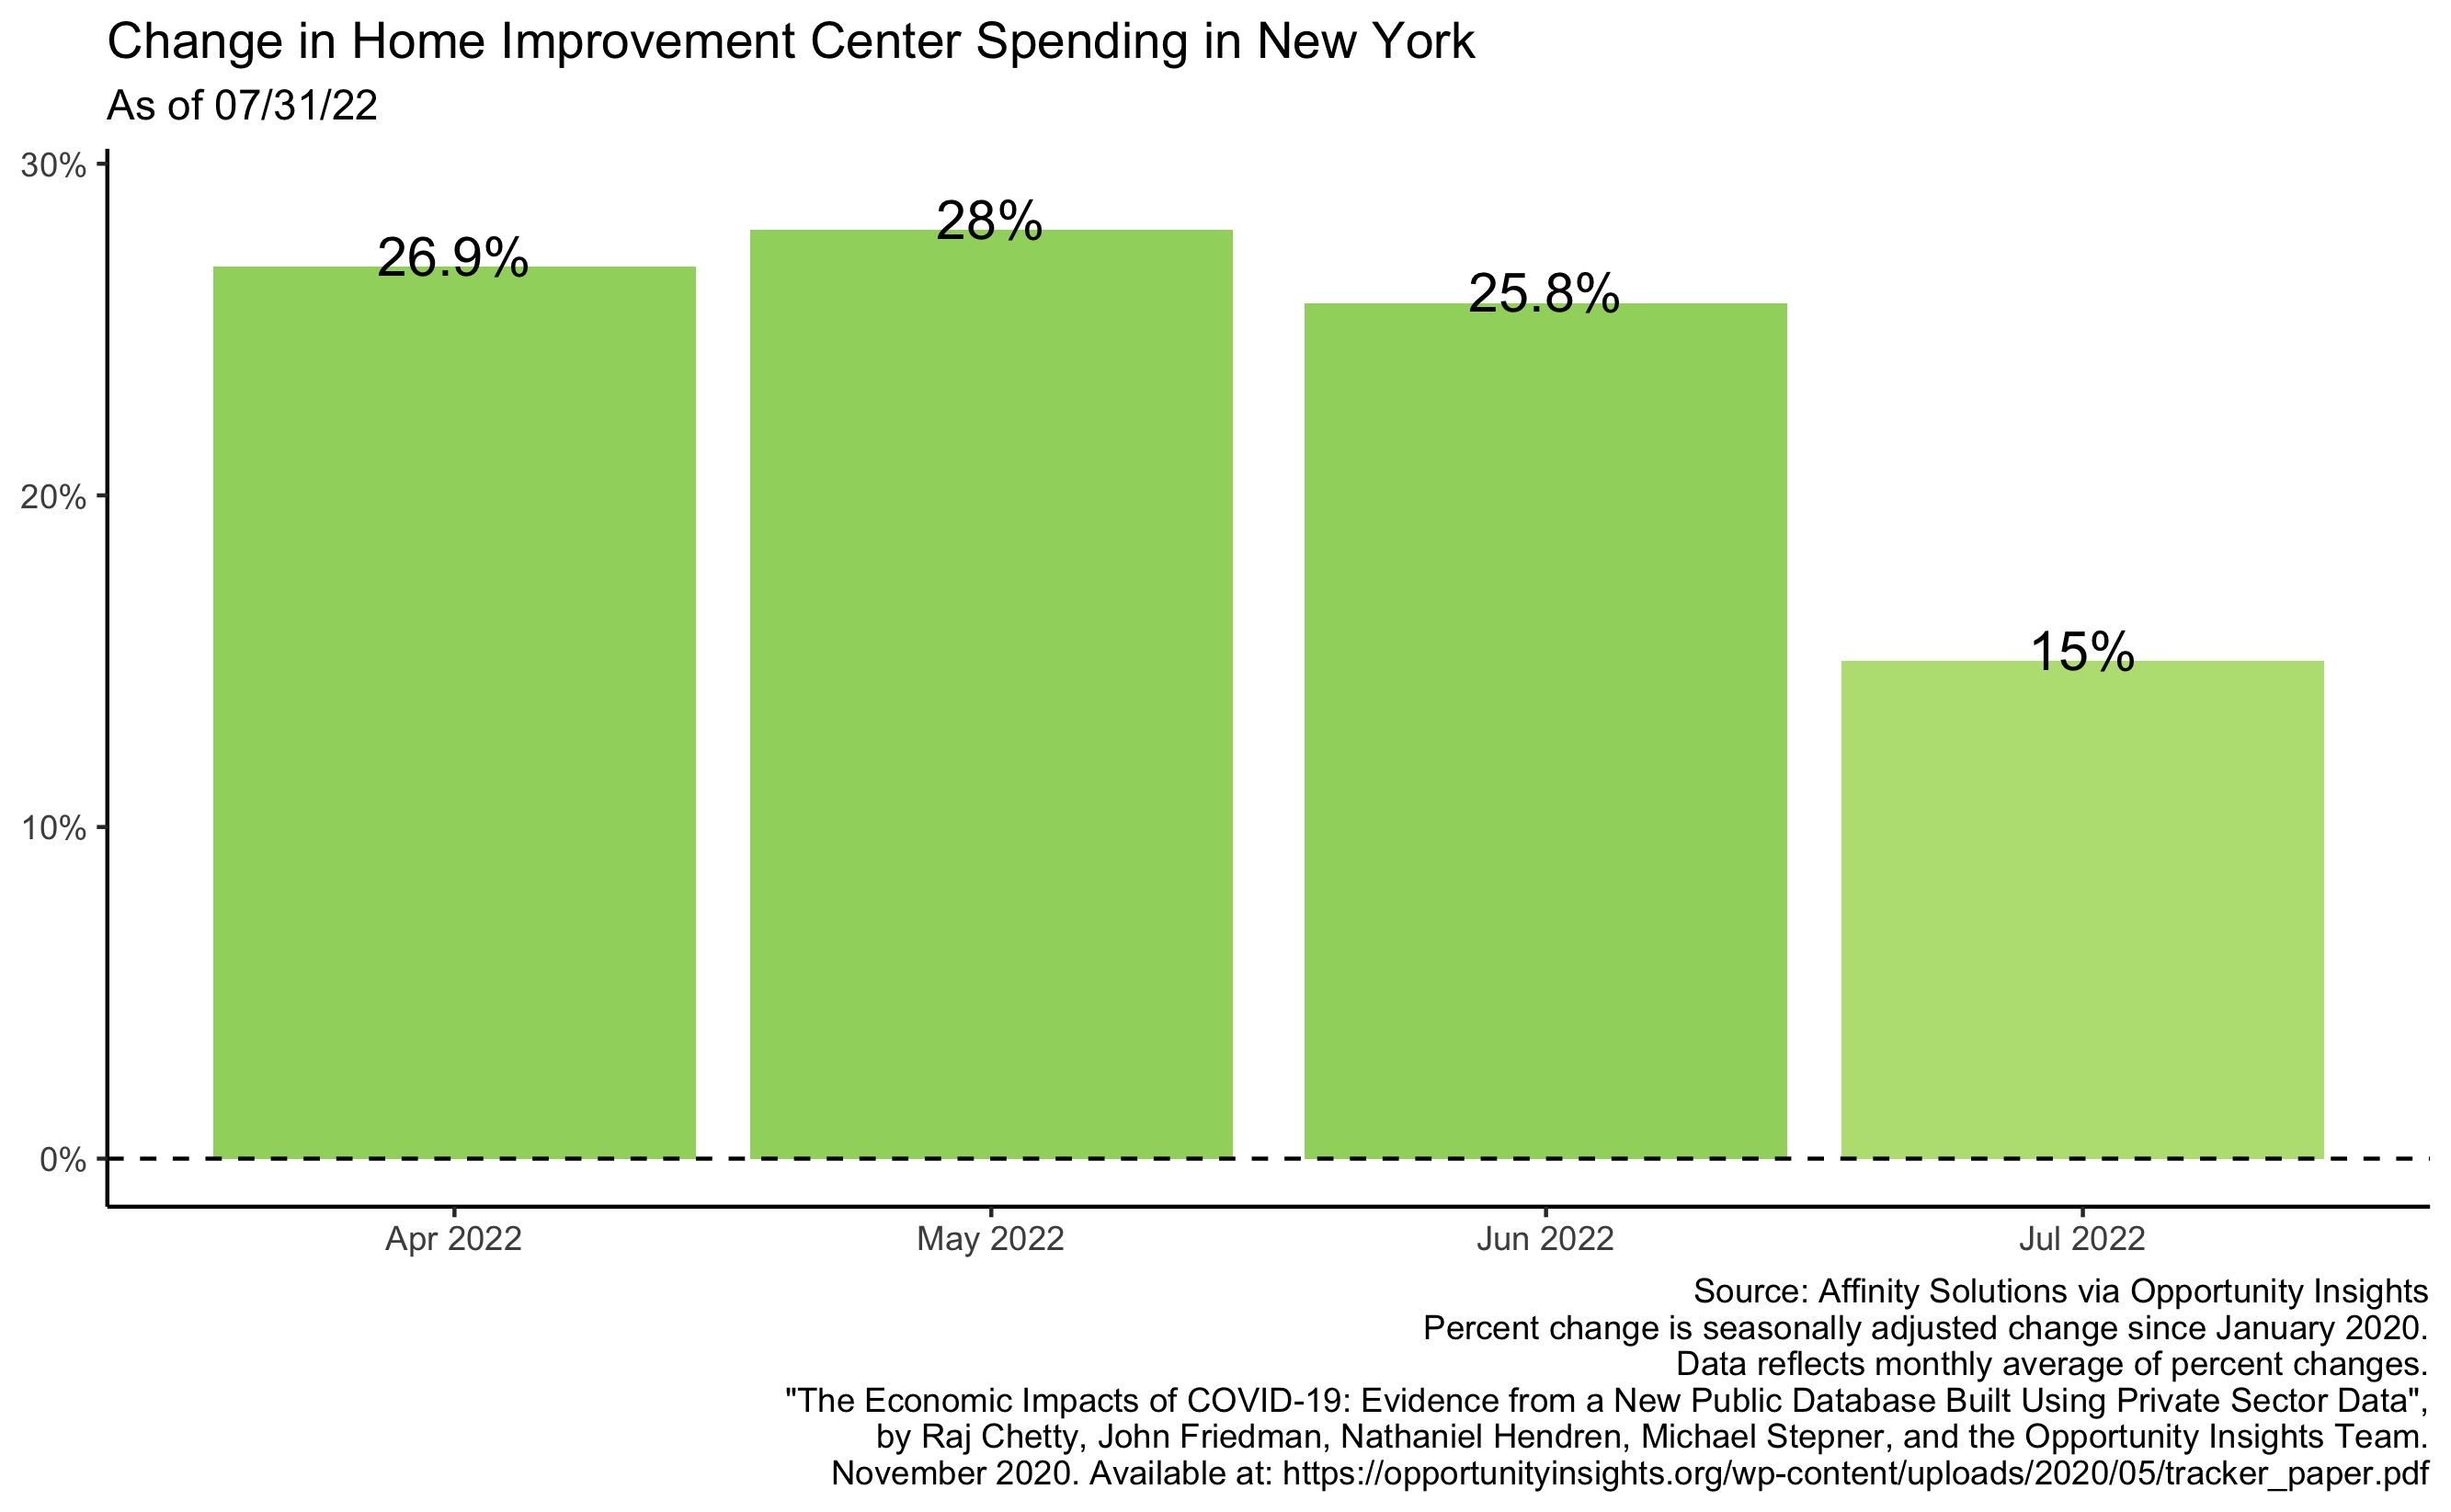 Change in Home Improvement Center Spending in New York
As of 07/31/22
30%
20%
10%
0%
26.9%
28%
25.8%
15%
Apr 2022
May 2022
Jun 2022
Jul 2022
Source: Affinity Solutions via Opportunity Insights
Percent change is seasonally adjusted change since January 2020.
Data reflects monthly average of percent changes.
"The Economic Impacts of COVID-19: Evidence from a New Public Database Built Using Private Sector Data",
by Raj Chetty, John Friedman, Nathaniel Hendren, Michael Stepner, and the Opportunity Insights Team.
November 2020. Available at: https://opportunityinsights.org/wp-content/uploads/2020/05/tracker_paper.pdf